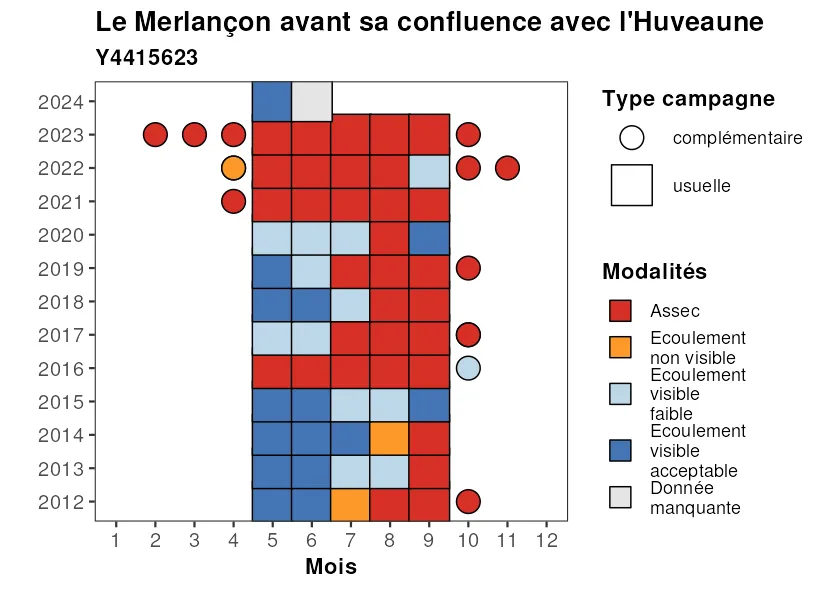 Le Merlançon avant sa confluence avec l'Huveaune
Y4415623
2024
2023
2022
2021
2020
2019
2018
2017
2016
2015
2014
2013
2012
1 2 3 4 5 6 7 8 9 10 11 12
Mois
Type campagne
complémentaire
usuelle
Modalités
Assec
Ecoulement
non visible
Ecoulement
visible
faible
Ecoulement
visible
acceptable
Donnée
manquante